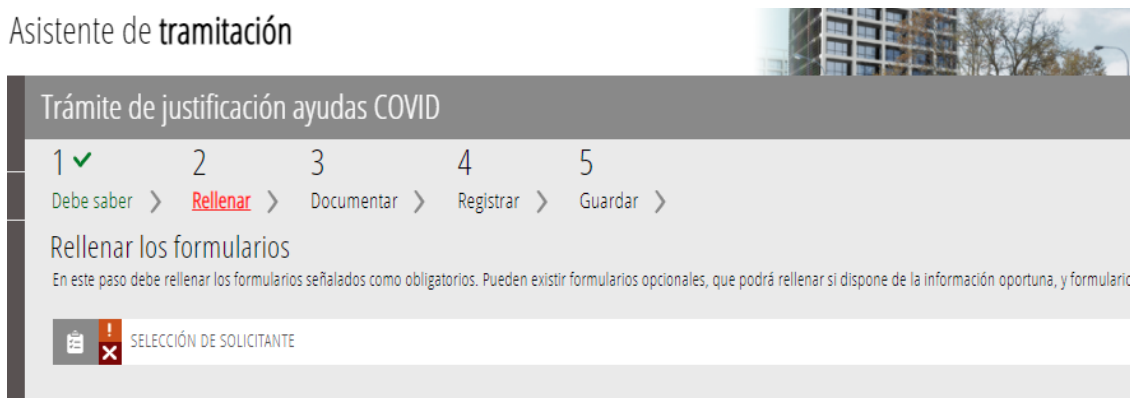 Asistente de tramitación
Trámite de justificación ayudas COVID
1 2 3 4 5
Debe saber Rellenar Documentar Registrar Guardar
Rellenar los formularios
En este paso debe rellenar los formularios señalados como obligatorios. Pueden existir formularios opcionales, que podrá rellenar si dispone de la información oportuna, y formulario
SELECCIÓN DE SOLICITANTE